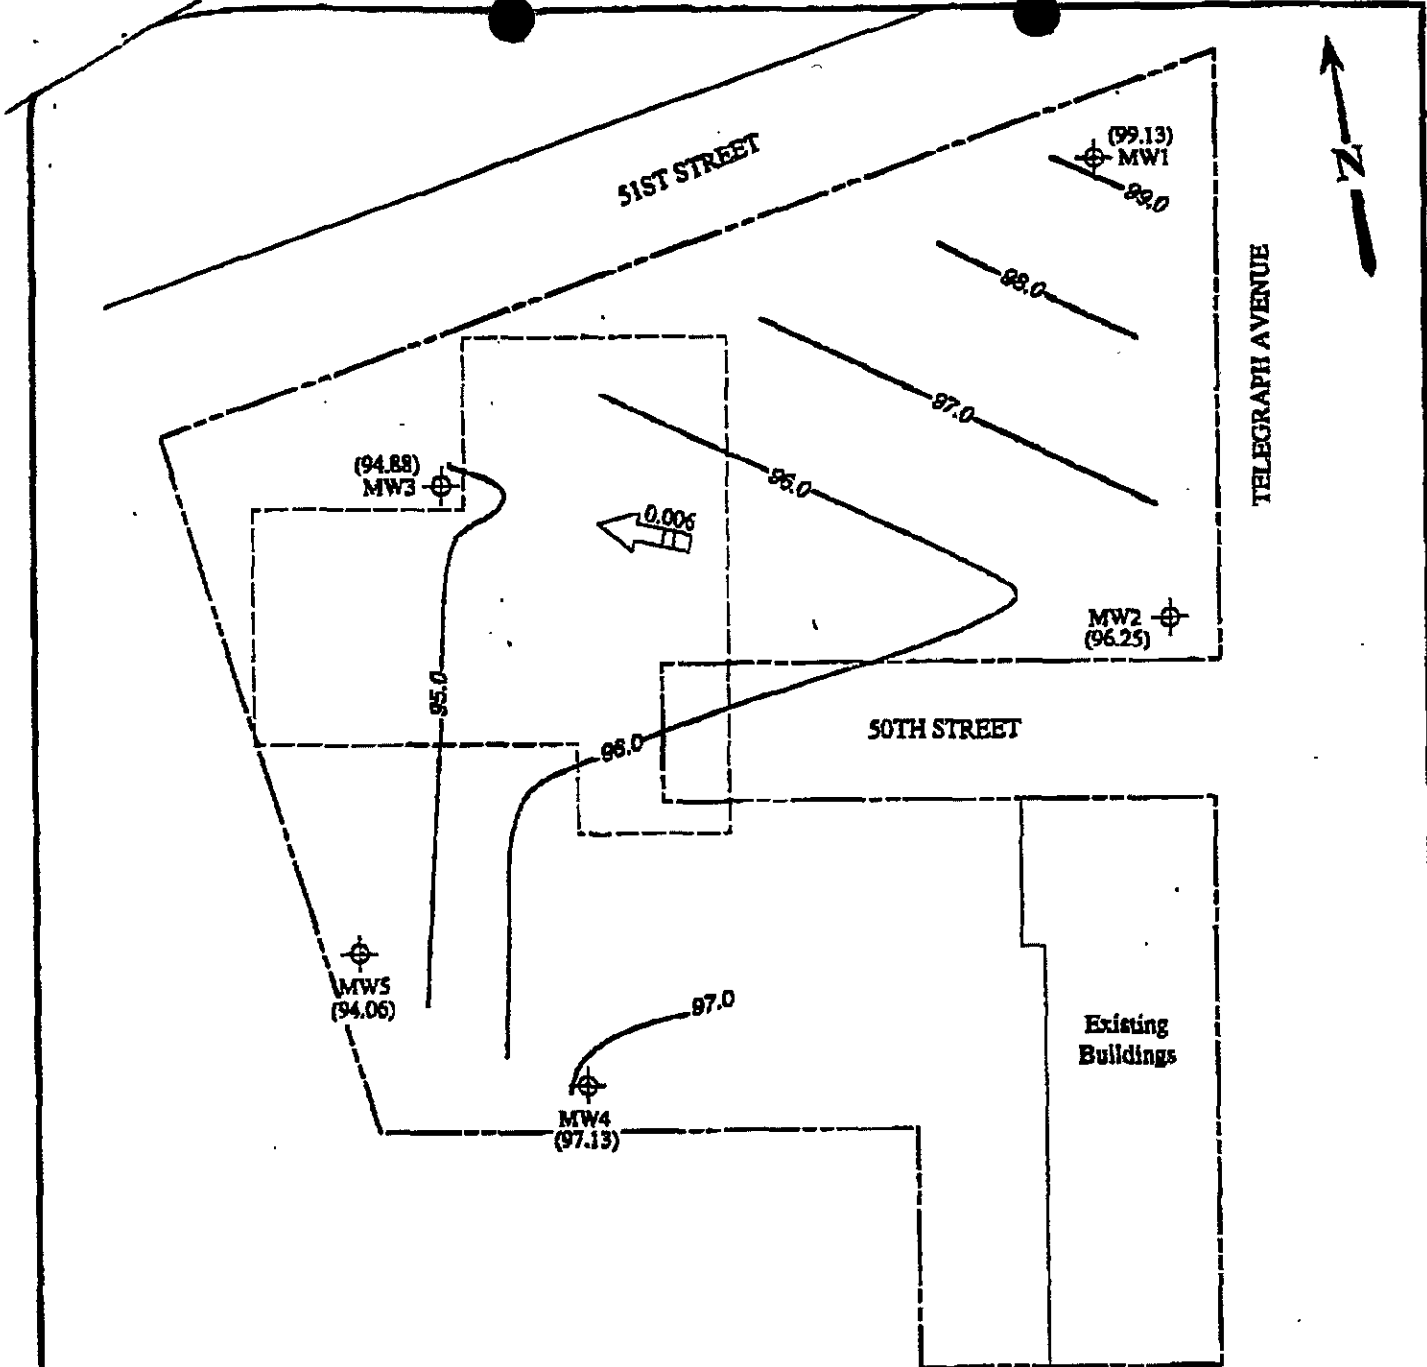 51ST STREET
(99.13)
MW1
99.0
N
98.0
TELEGRAPH AVENUE
97.0
(94.88)
MW3
96.0
0.006
MW2
(96.25)
95.0
96.0
50TH STREET
MW5
(94.06)
97.0
Existing
Buildings
MW4
(97.13)